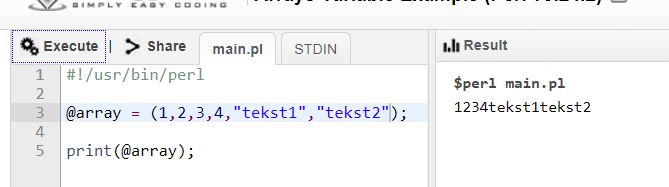 SIMPLY EASY CODING
Execute | Share main.pl STDIN
1 #!/usr/bin/perl
2
3 @array = (1,2,3,4,"tekst1","tekst2");
4
5 print(@array);
Result
$perl main.pl
1234tekst1tekst2